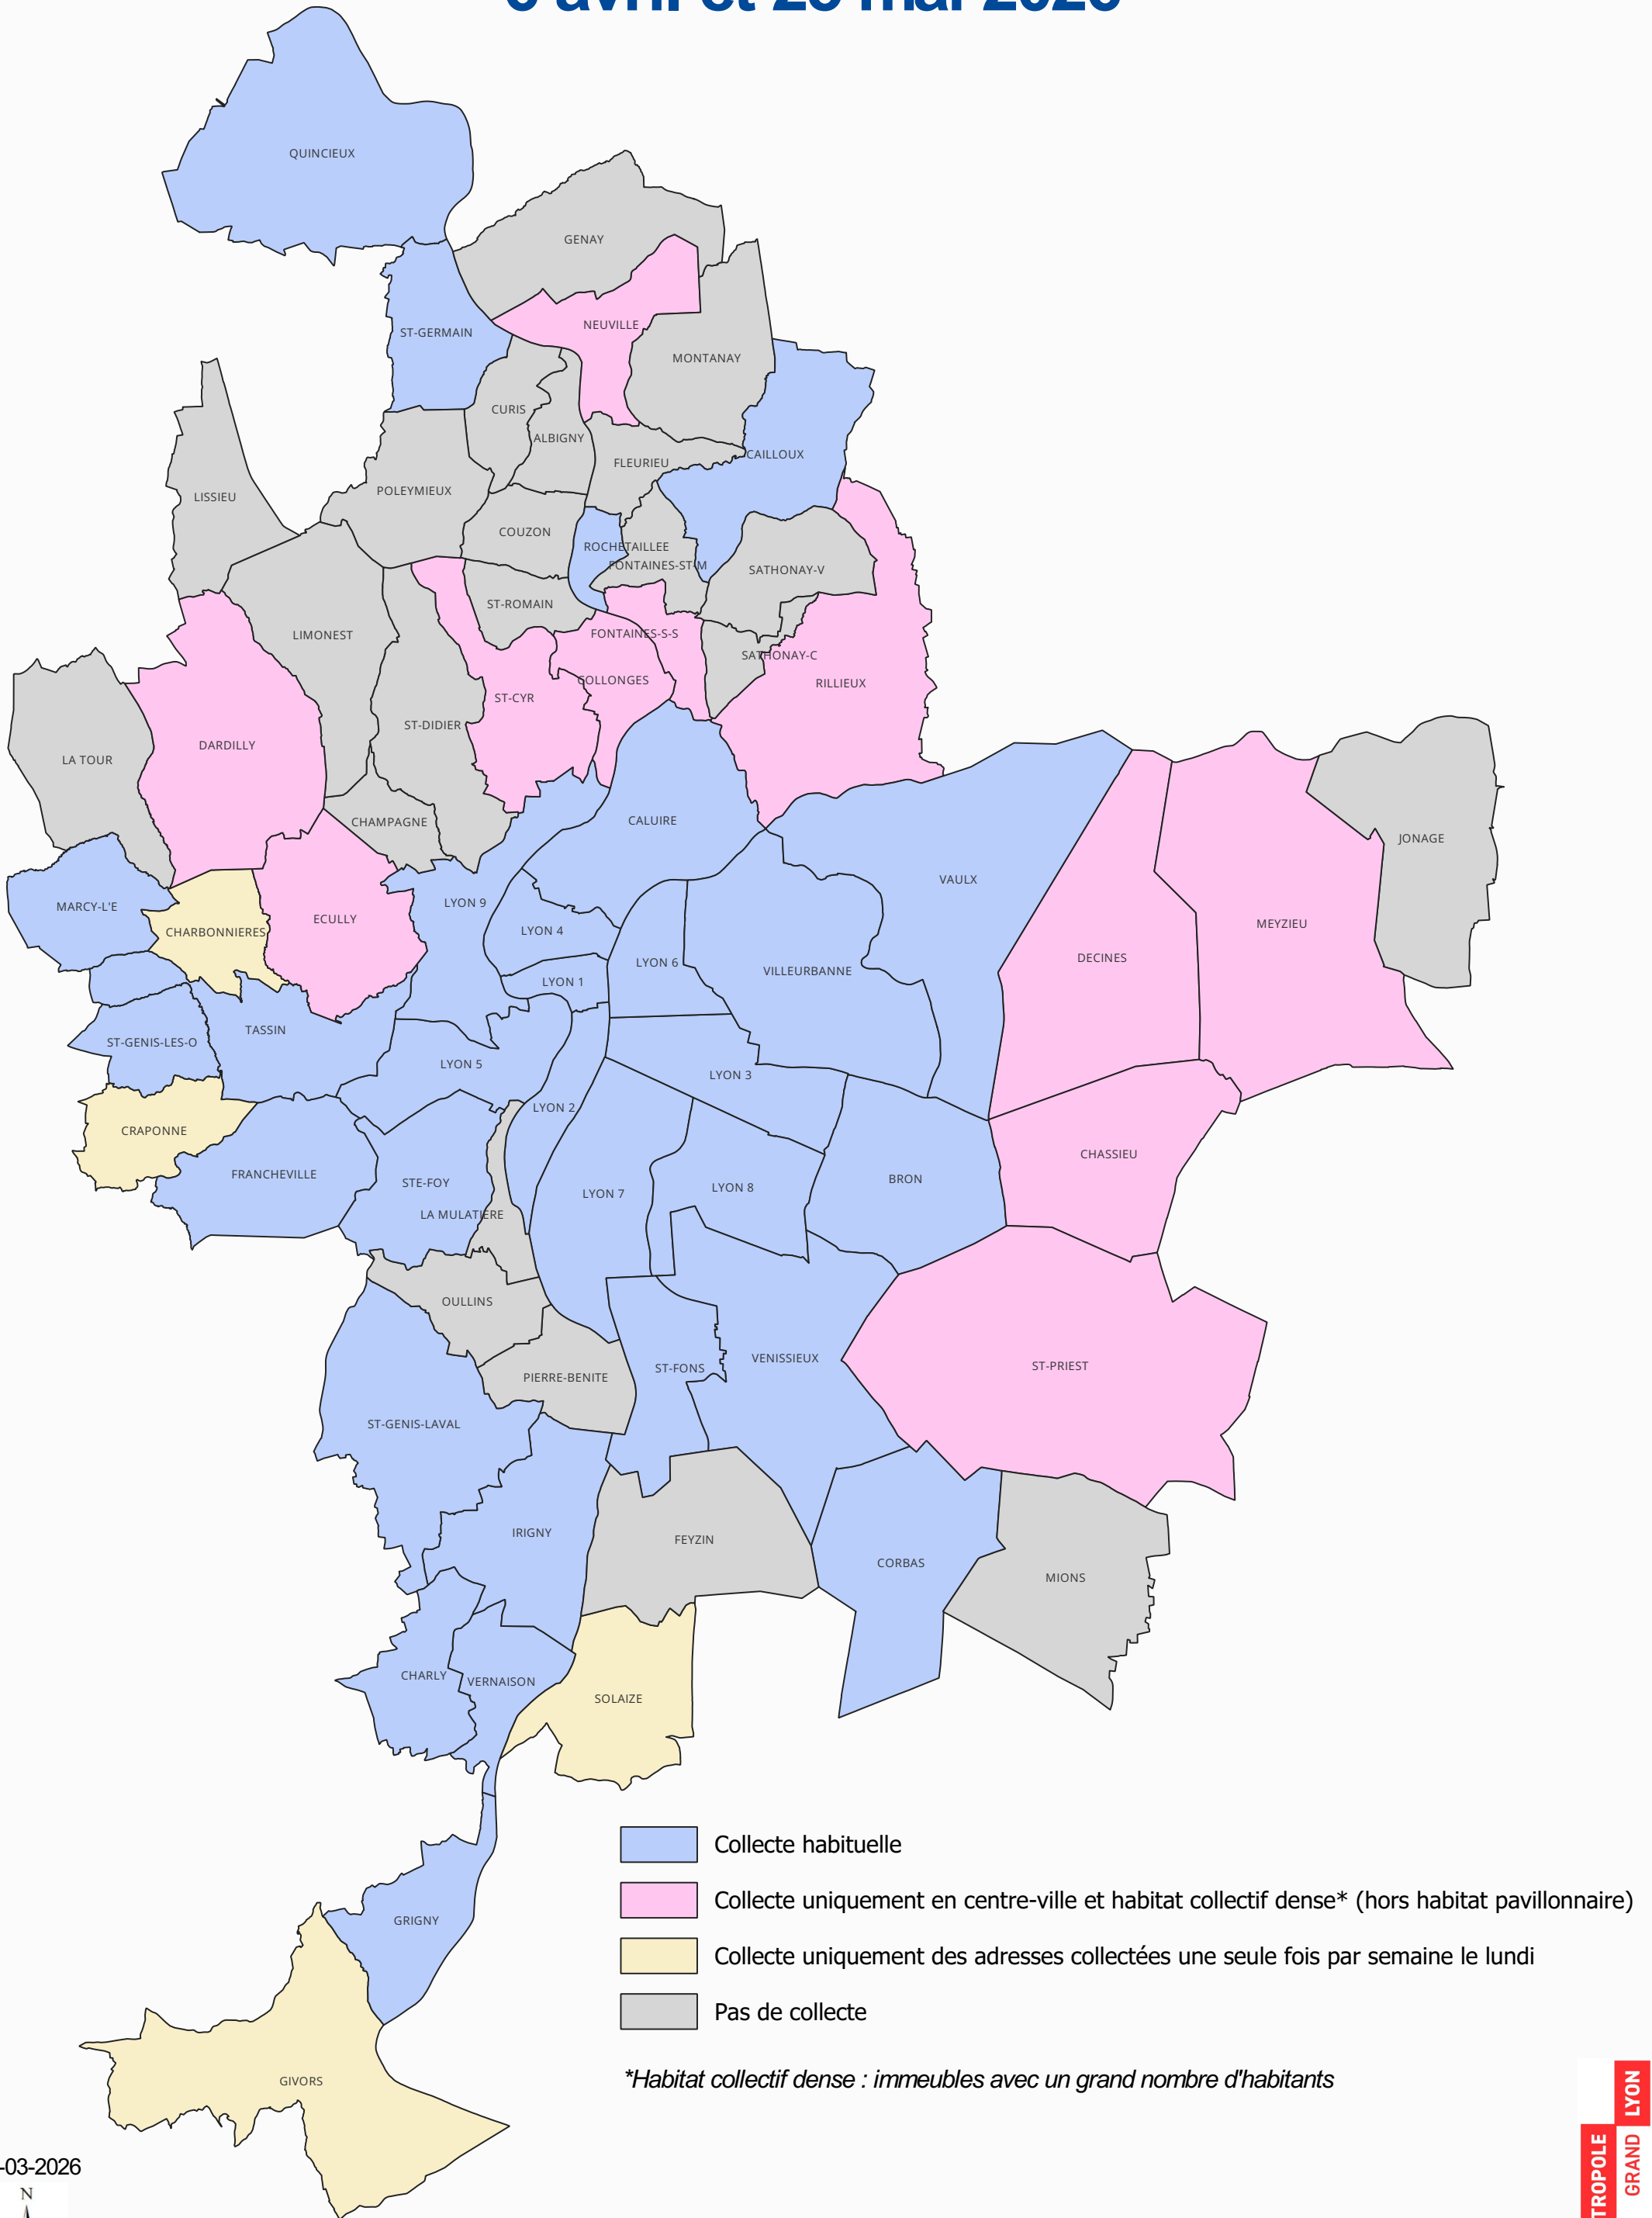 6 avril et 25 mai 2026
QUINCIEUX
GENAY
NEUVILLE
ST-GERMAIN
MONTANAY
CURIS
ALBIGNY
CAILLOUX
FLEURIEU
POLEYMIEUX
LISSIEU
COUZON
ROCHETAILLEE
FONTAINES-ST-M
SATHONAY-V
ST-ROMAIN
LIMONEST
FONTAINES-S-S
SATHONAY-C
COLLONGES
RILLIEUX
ST-CYR
ST-DIDIER
DARDILLY
LA TOUR
CHAMPAGNE
CALUIRE
JONAGE
VAULX
LYON 9
MARCY-L'E
ECULLY
MEYZIEU
CHARBONNIERES
LYON 4
DECINES
LYON 6
VILLEURBANNE
LYON 1
TASSIN
ST-GENIS-LES-O
LYON 5
LYON 3
LYON 2
CRAPONNE
CHASSIEU
FRANCHEVILLE
BRON
STE-FOY
LYON 8
LYON 7
LA MULATIERE
OULLINS
VENISSIEUX
ST-PRIEST
ST-FONS
PIERRE-BENITE
ST-GENIS-LAVAL
IRIGNY
FEYZIN
CORBAS
MIONS
CHARLY
VERNAISON
SOLAIZE
Collecte habituelle
Collecte uniquement en centre-ville et habitat collectif dense* (hors habitat pavillonnaire)
GRIGNY
Collecte uniquement des adresses collectées une seule fois par semaine le lundi
Pas de collecte
*Habitat collectif dense : immeubles avec un grand nombre d'habitants
GIVORS
-03-2026
N
TROPOLE
GRAND LYON